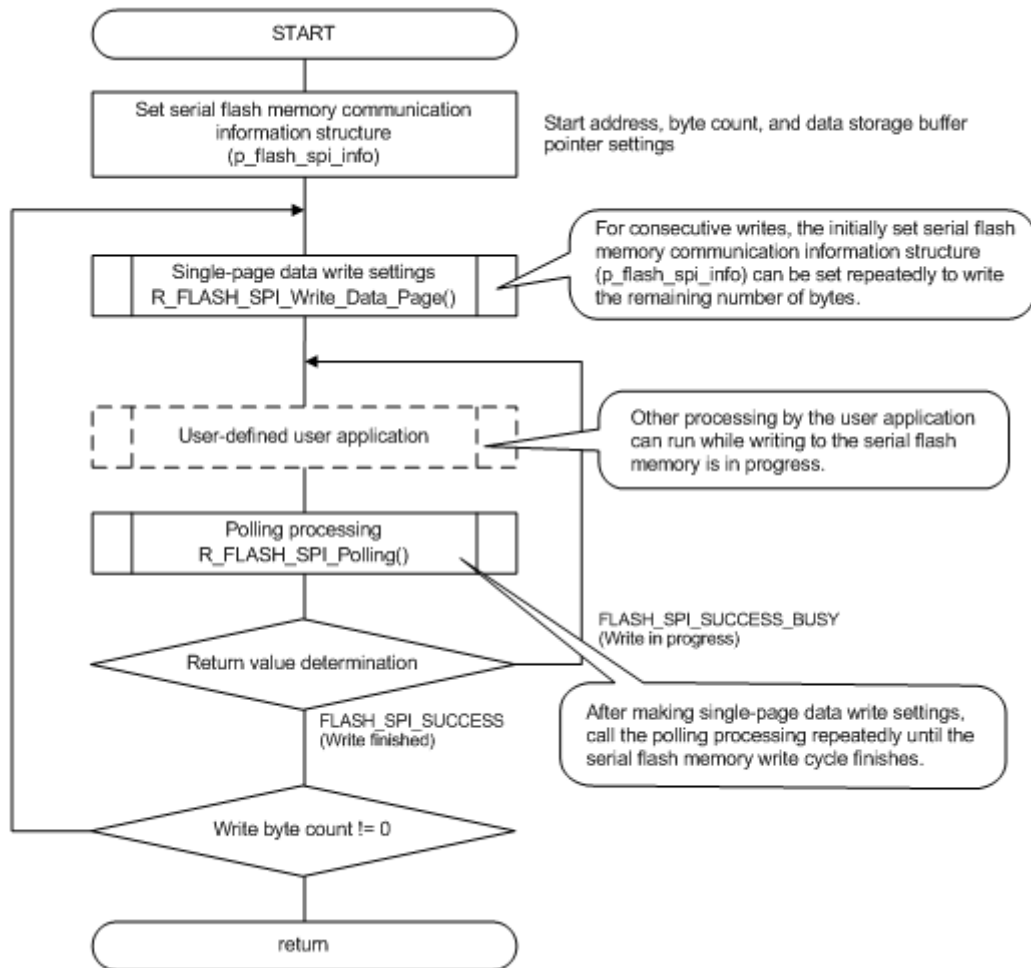 START
Set serial flash memory communication
information structure
(p_flash_spi_info)
Start address, byte count, and data storage buffer
pointer settings
For consecutive writes, the initially set serial flash
memory communication information structure
(p_flash_spi_info) can be set repeatedly to write
the remaining number of bytes.
Single-page data write settings
R_FLASH_SPI_Write_Data_Page()
User-defined user application
Other processing by the user application
can run while writing to the serial flash
memory is in progress.
Polling processing
R_FLASH_SPI_Polling()
FLASH_SPI_SUCCESS_BUSY
(Write in progress)
Return value determination
FLASH_SPI_SUCCESS
(Write finished)
After making single-page data write settings,
call the polling processing repeatedly until the
serial flash memory write cycle finishes.
Write byte count != 0
return